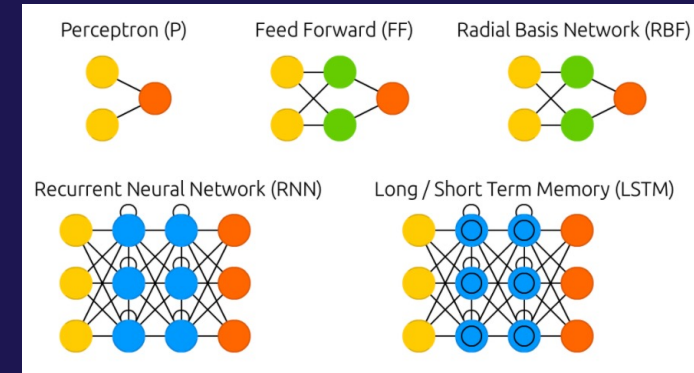 Perceptron (P)
Feed Forward (FF)
Radial Basis Network (RBF)
Recurrent Neural Network (RNN)
Long / Short Term Memory (LSTM)